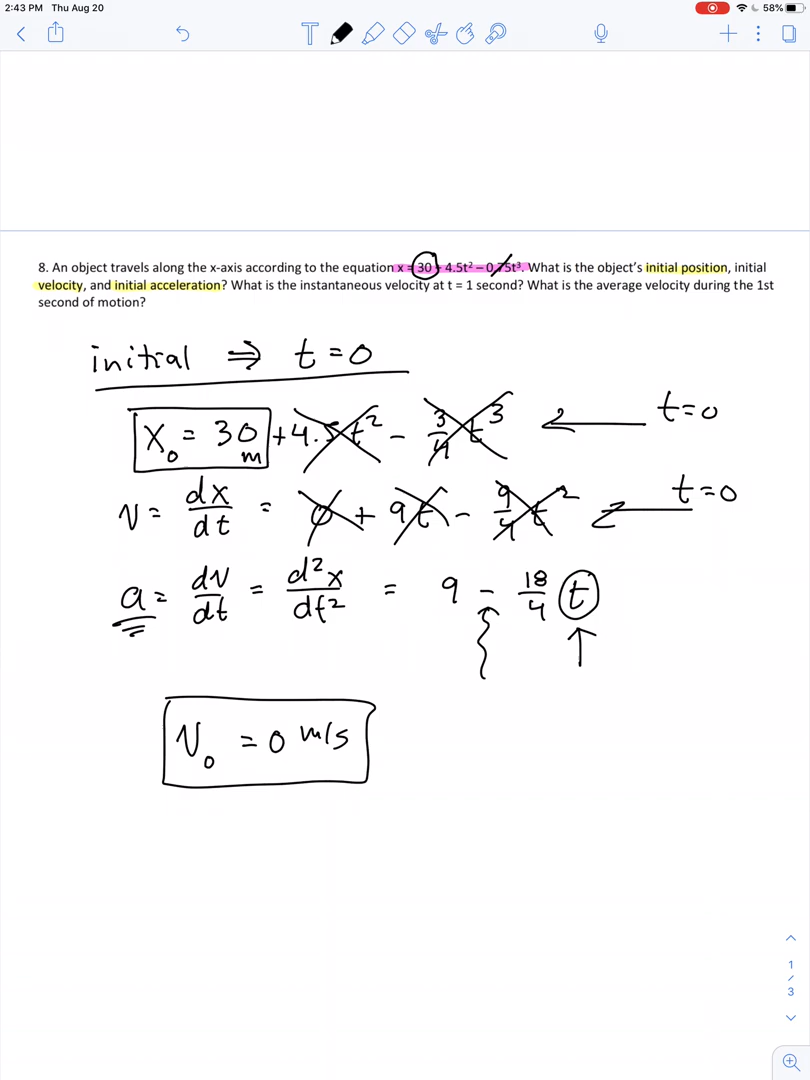 2:43 PM Thu Aug 20 58%
T
8. An object travels along the x-axis according to the equation x = 30 + 4.5t² – 0.75t³. What is the object's initial position, initial
velocity, and initial acceleration? What is the instantaneous velocity at t = 1 second? What is the average velocity during the 1st
second of motion?
initial ⇒ t = 0
x₀ = 30 m + 4.5t² - 3/4 t³ ← t=0
v = dx/dt = 0 + 9t - 9/4 t² ← t=0
a = dv/dt = d²x/dt² = 9 - 18/4 t
v₀ = 0 m/s
1
/
3